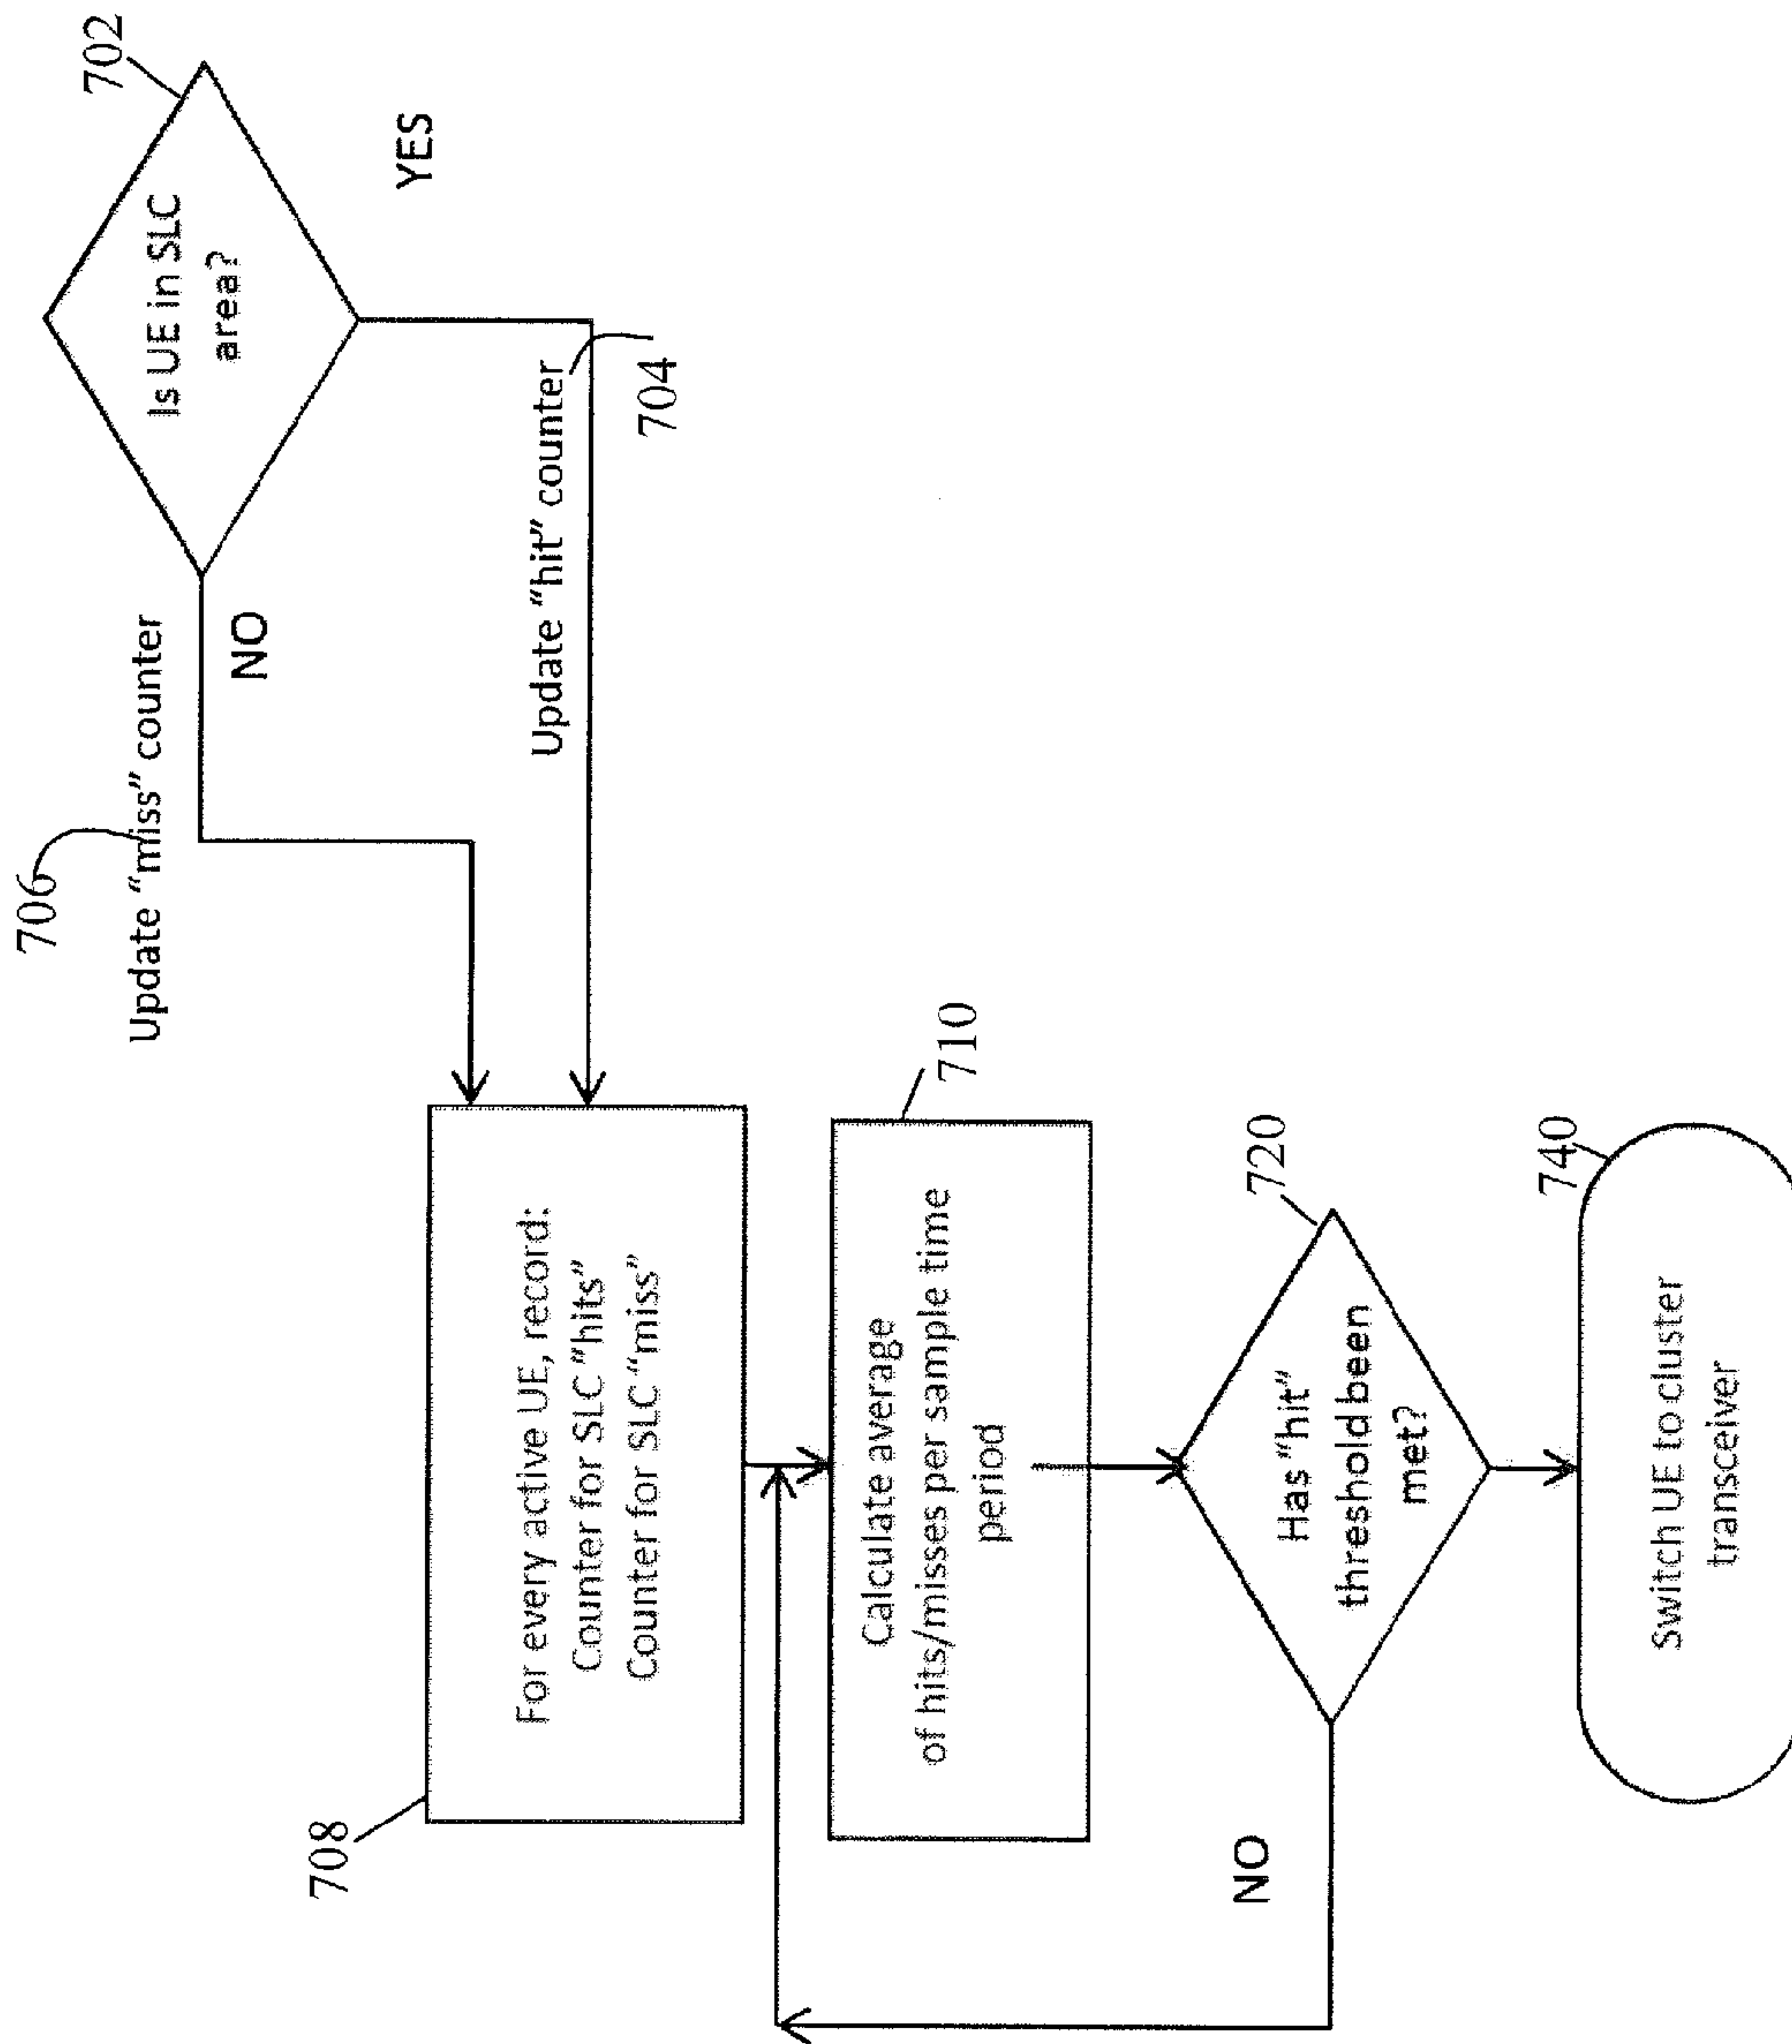 702
Is UE in SLC
area?
YES
NO
706
Update “miss” counter
Update “hit” counter
704
708
For every active UE, record:
Counter for SLC “hits”
Counter for SLC “miss”
710
Calculate average
of hits/misses per sample time
period
720
Has “hit”
threshold been
met?
NO
740
Switch UE to cluster
transceiver